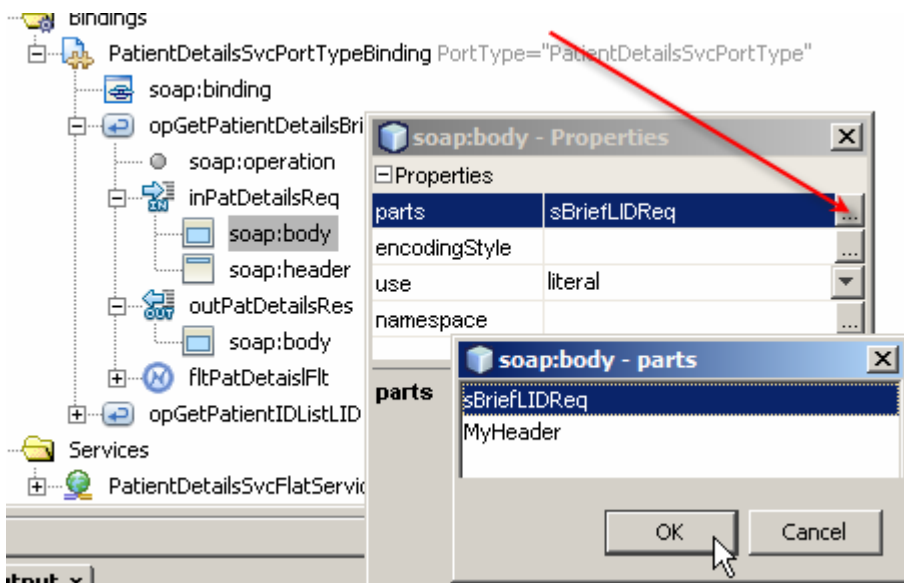 Bindings
PatientDetailsSvcPortTypeBinding PortType="PatientDetailsSvcPortType"
soap:binding
opGetPatientDetailsBri
soap:operation
inPatDetailsReq
soap:body
soap:header
outPatDetailsRes
soap:body
fltPatDetaislFlt
opGetPatientIDListLID
Services
PatientDetailsSvcFlatServic
utput x
soap:body - Properties
Properties
parts sBriefLIDReq ...
encodingStyle ...
use literal
namespace ...
parts
soap:body - parts
sBriefLIDReq
MyHeader
OK Cancel